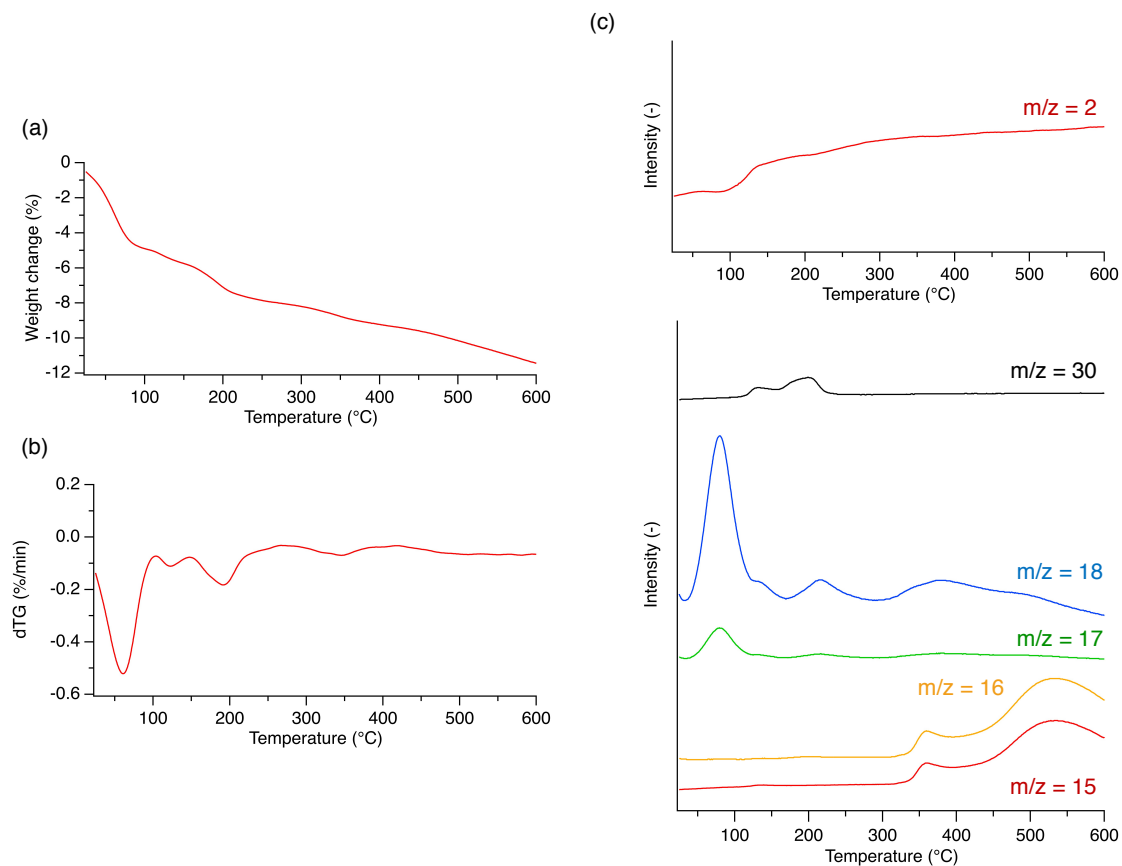 (a)
Weight change (%)
0
-2
-4
-6
-8
-10
-12
100 200 300 400 500 600
Temperature (°C)
(b)
dTG (%/min)
0.2
0.0
-0.2
-0.4
-0.6
100 200 300 400 500 600
Temperature (°C)
(c)
Intensity (-)
m/z = 2
100 200 300 400 500 600
Temperature (°C)
Intensity (-)
m/z = 30
m/z = 18
m/z = 17
m/z = 16
m/z = 15
100 200 300 400 500 600
Temperature (°C)